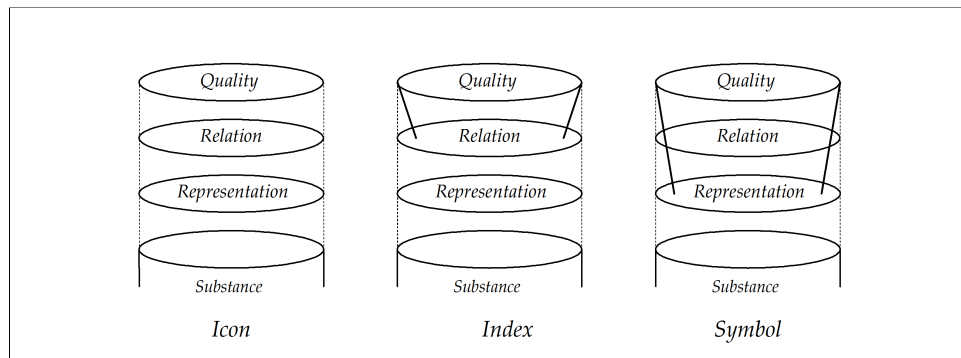 Quality Quality Quality
Relation Relation Relation
Representation Representation Representation
Substance Substance Substance
Icon Index Symbol